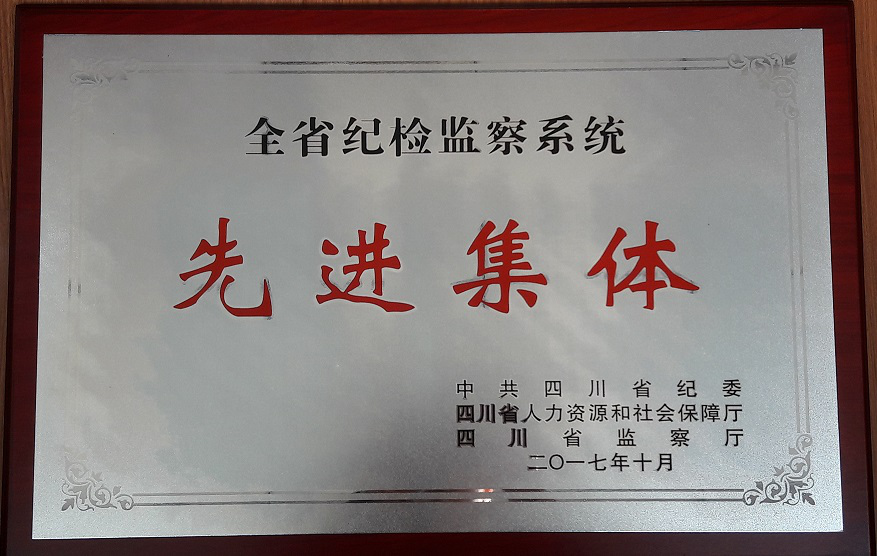 全省纪检监察系统
先进集体
中共四川省纪委
四川省人力资源和社会保障厅
四川省监察厅
二〇一七年十月